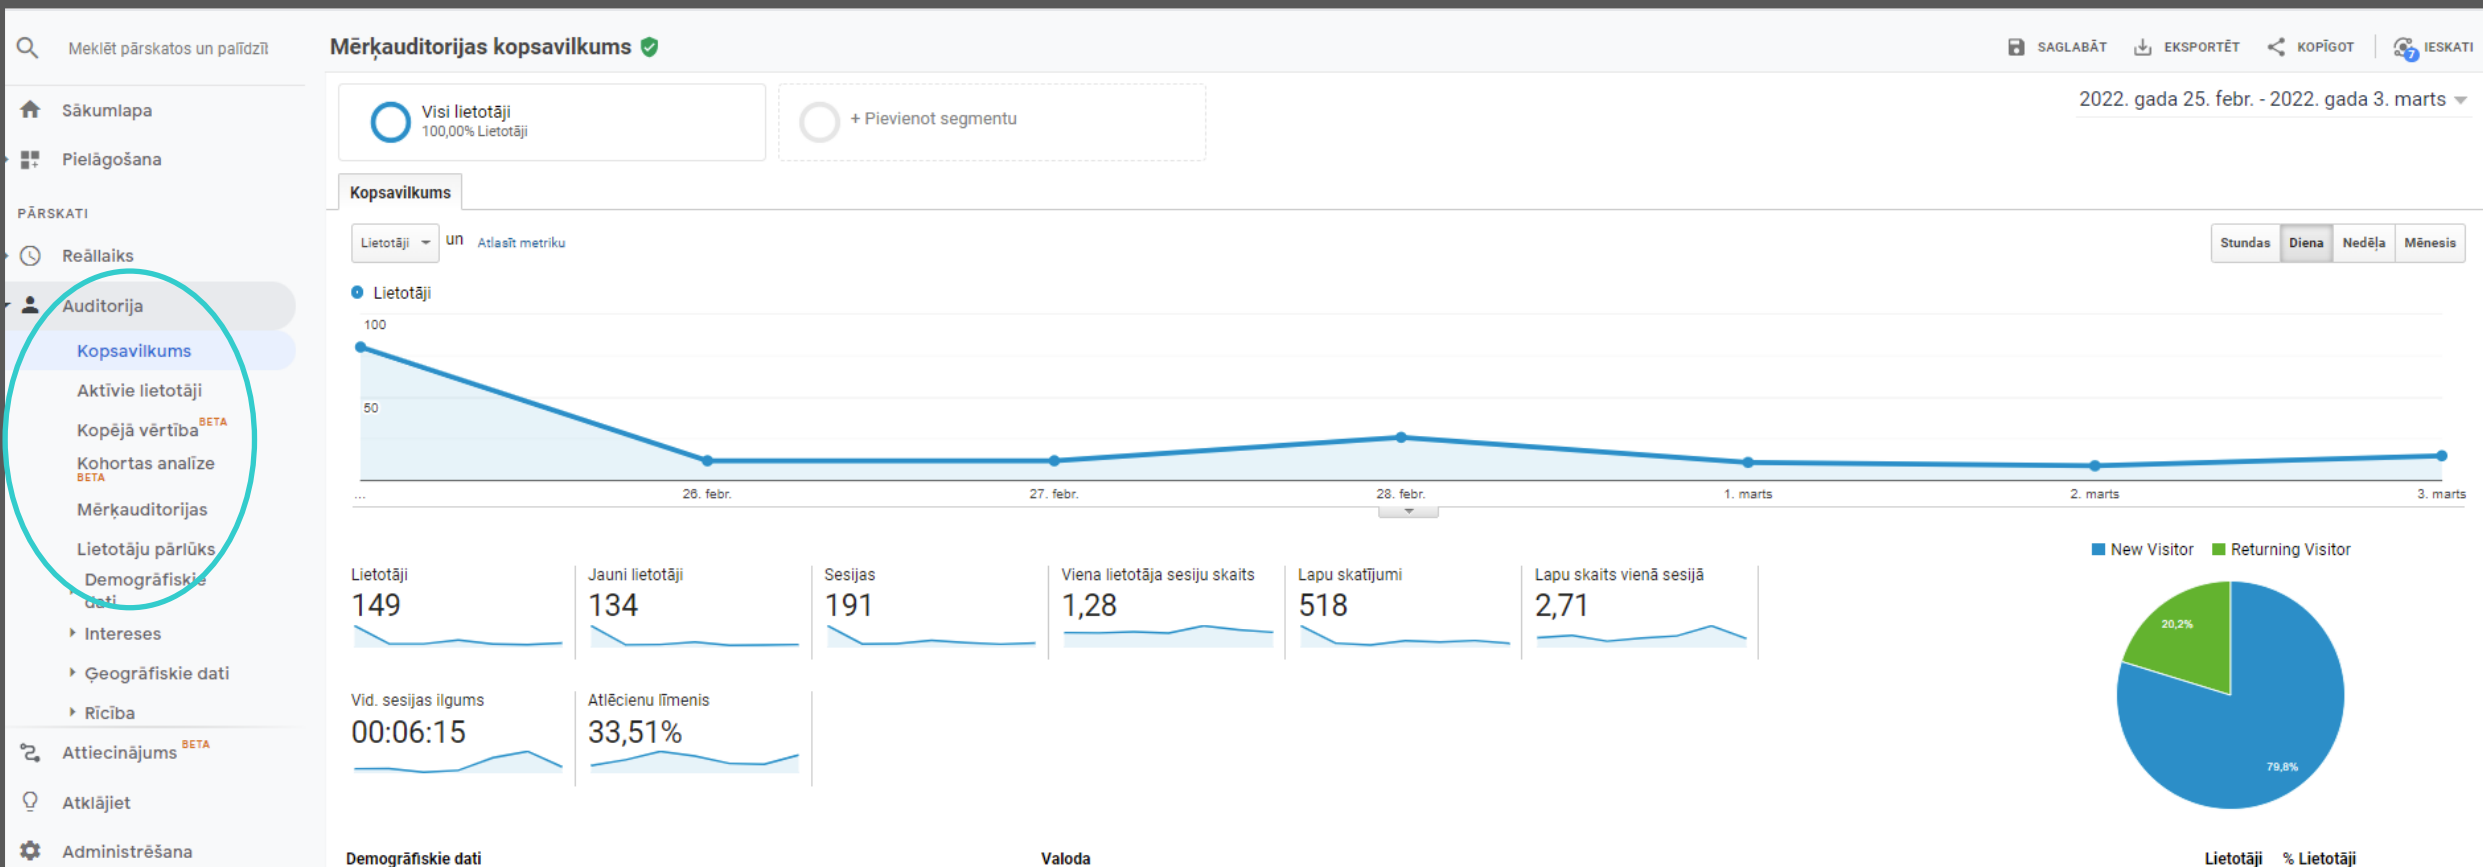 Meklēt pārskatos un palīdzīt
Sākumlapa
Pielāgošana
PĀRSKATI
Reāllaiks
Auditorija
Kopsavilkums
Aktīvie lietotāji
Kopējā vērtība BETA
Kohortas analīze
BETA
Mērķauditorijas
Lietotāju pārlūks
Demogrāfiskie
dati
Intereses
Ģeogrāfiskie dati
Rīcība
Attiecinājums BETA
Atklājiet
Administrēšana
Mērķauditorijas kopsavilkums
SAGLABĀT EKSPORTĒT KOPĪGOT 7 IESKATI
Visi lietotāji
100,00% Lietotāji
+ Pievienot segmentu
2022. gada 25. febr. - 2022. gada 3. marts
Kopsavilkums
Lietotāji un Atlasīt metriku
Stundas Diena Nedēļa Mēnesis
Lietotāji
100
50
... 26. febr. 27. febr. 28. febr. 1. marts 2. marts 3. marts
Lietotāji
149
Jauni lietotāji
134
Sesijas
191
Viena lietotāja sesiju skaits
1,28
Lapu skatījumi
518
Lapu skaits vienā sesijā
2,71
Vid. sesijas ilgums
00:06:15
Atlēcienu līmenis
33,51%
New Visitor Returning Visitor
20,2%
79,8%
Demogrāfiskie dati Valoda Lietotāji % Lietotāji